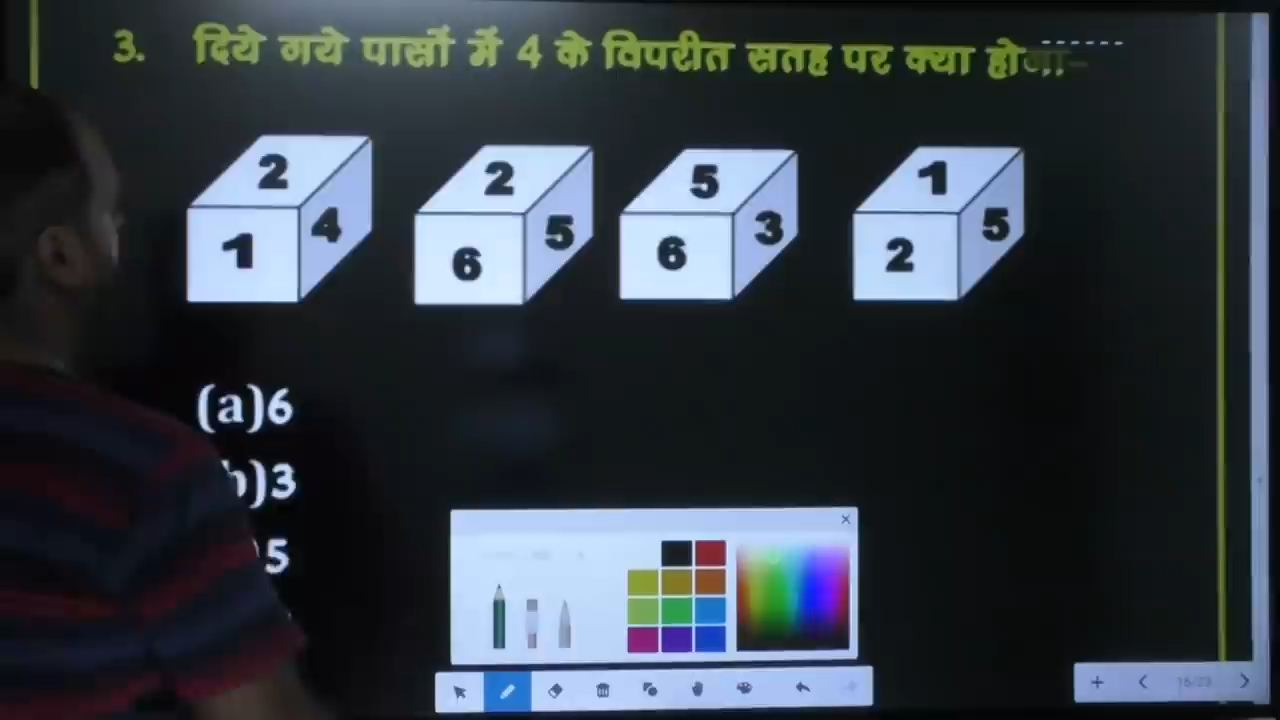 3. दिये गये पासों में 4 के विपरीत सतह पर क्या
2 1 4
2 6 5
5 6 3
1 2 5
(a)6
b)3
5